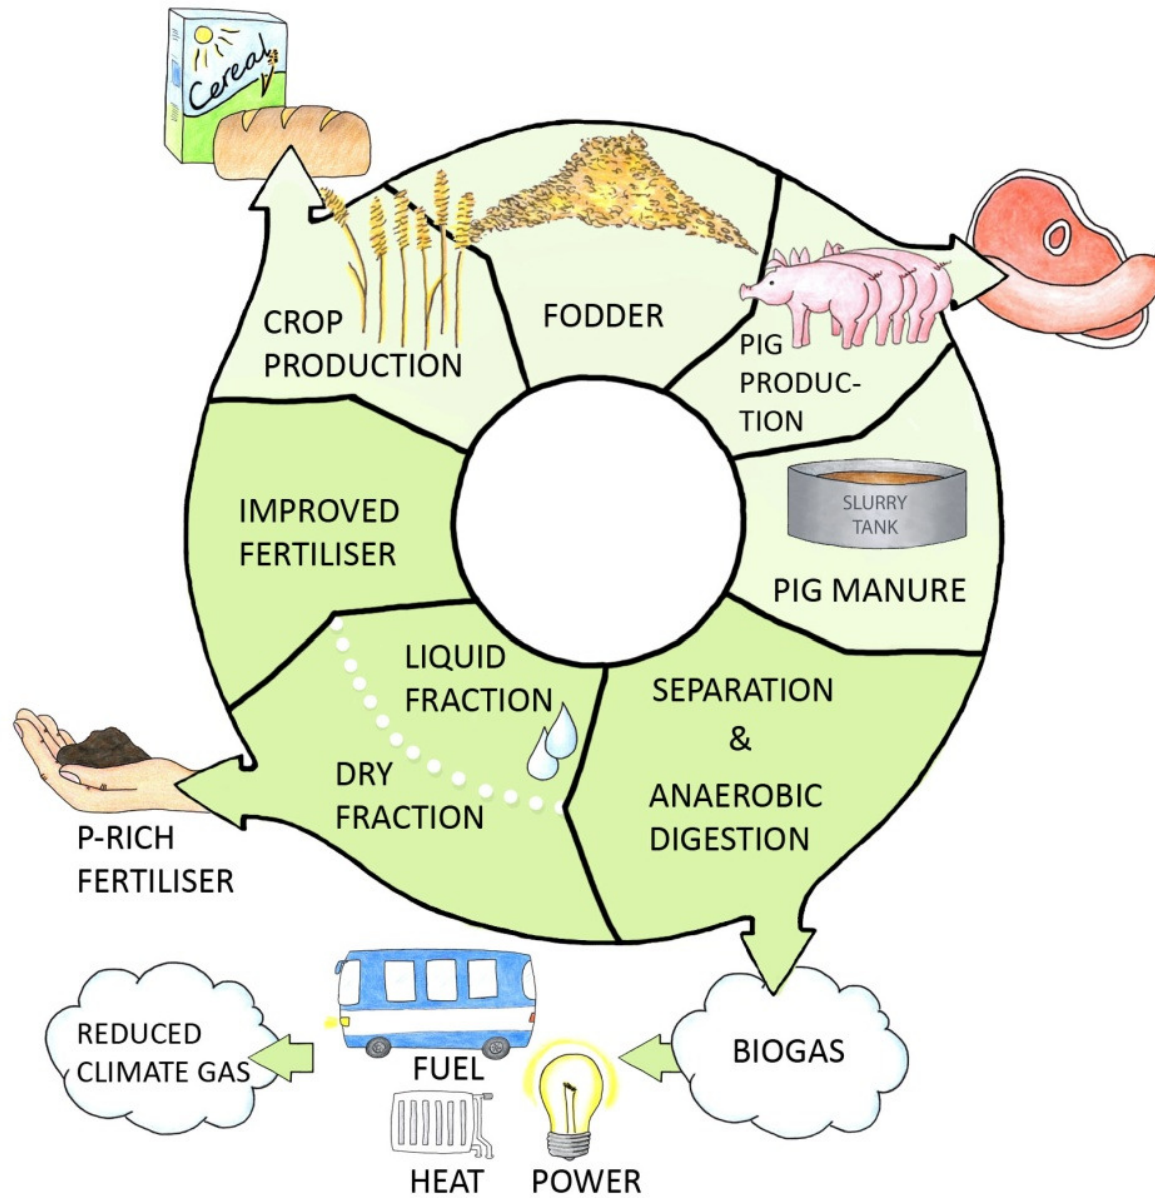 Cereal
CROP
PRODUCTION
FODDER
PIG
PRODUC-
TION
SLURRY
TANK
PIG MANURE
IMPROVED
FERTILISER
LIQUID
FRACTION
DRY
FRACTION
SEPARATION
&
ANAEROBIC
DIGESTION
P-RICH
FERTILISER
BIOGAS
FUEL
HEAT
POWER
REDUCED
CLIMATE GAS